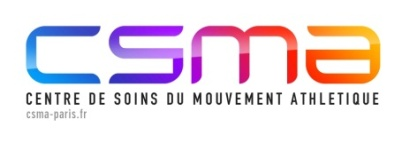 csma
CENTRE DE SOINS DU MOUVEMENT ATHLETIQUE
csma-paris.fr